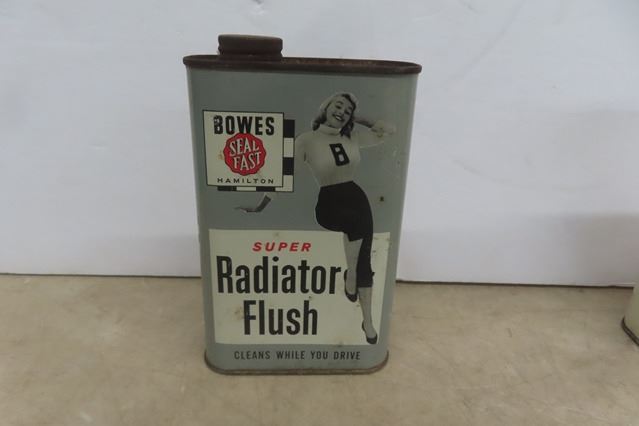 BOWES
SEAL
FAST
HAMILTON
B
SUPER
Radiator
Flush
CLEANS WHILE YOU DRIVE